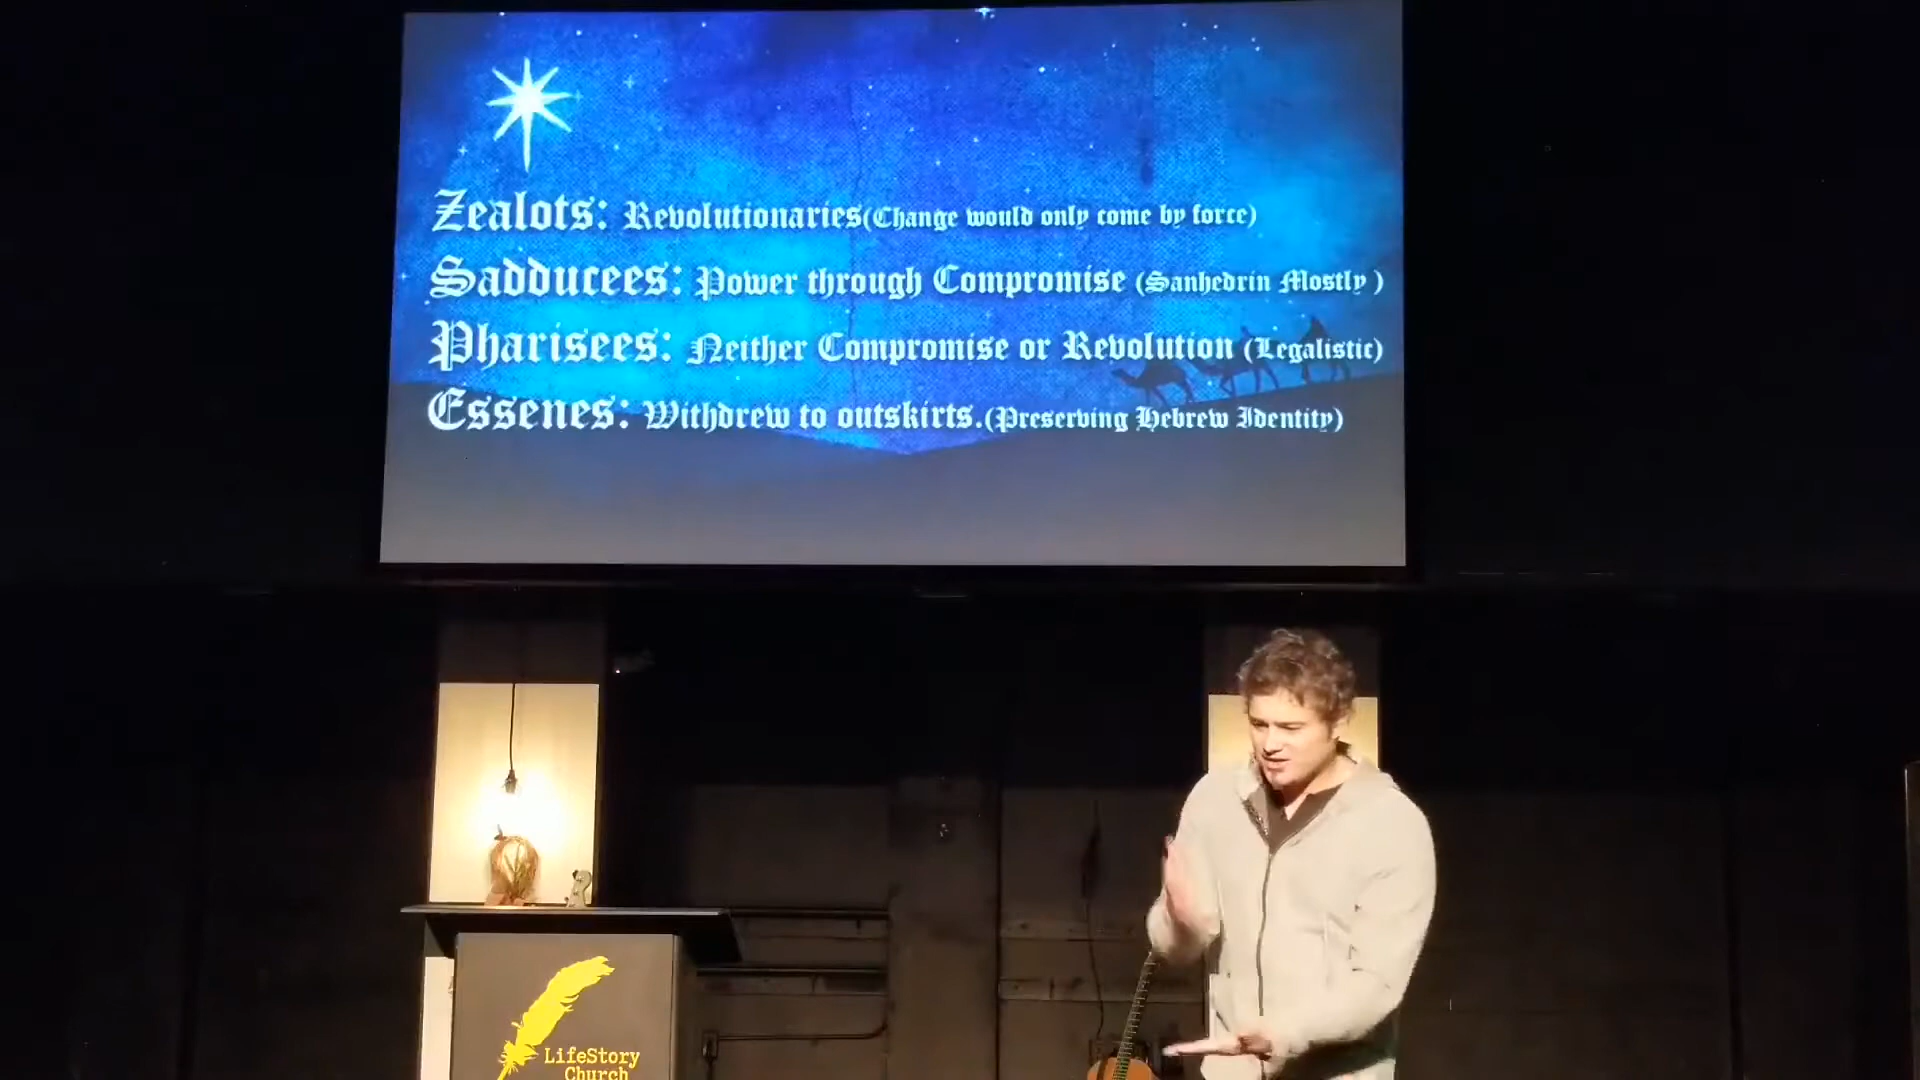 Zealots: Revolutionaries(Change would only come by force)
Sadducees: Power through Compromise (Sanhedrin Mostly )
Pharisees: Neither Compromise or Revolution (Legalistic)
Essenes: Withdrew to outskirts.(Preserving Hebrew Identity)
LifeStory
Church